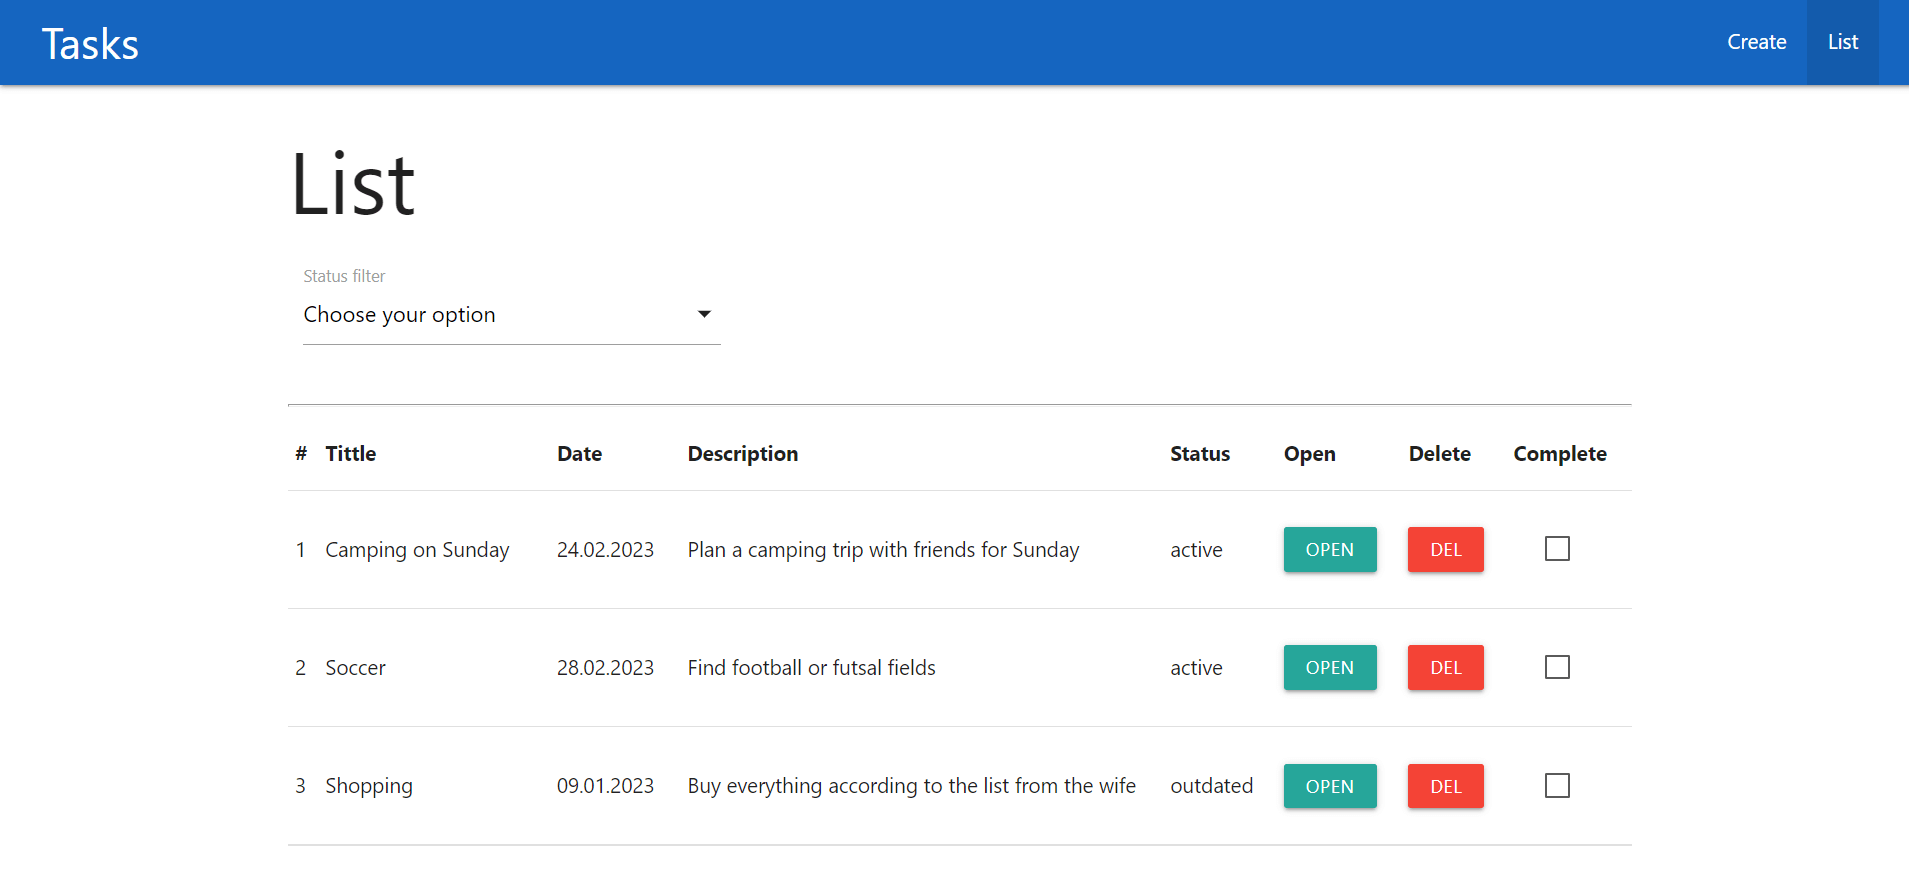 Tasks Create List
List
Status filter
Choose your option
# Tittle Date Description Status Open Delete Complete
1 Camping on Sunday 24.02.2023 Plan a camping trip with friends for Sunday active OPEN DEL
2 Soccer 28.02.2023 Find football or futsal fields active OPEN DEL
3 Shopping 09.01.2023 Buy everything according to the list from the wife outdated OPEN DEL